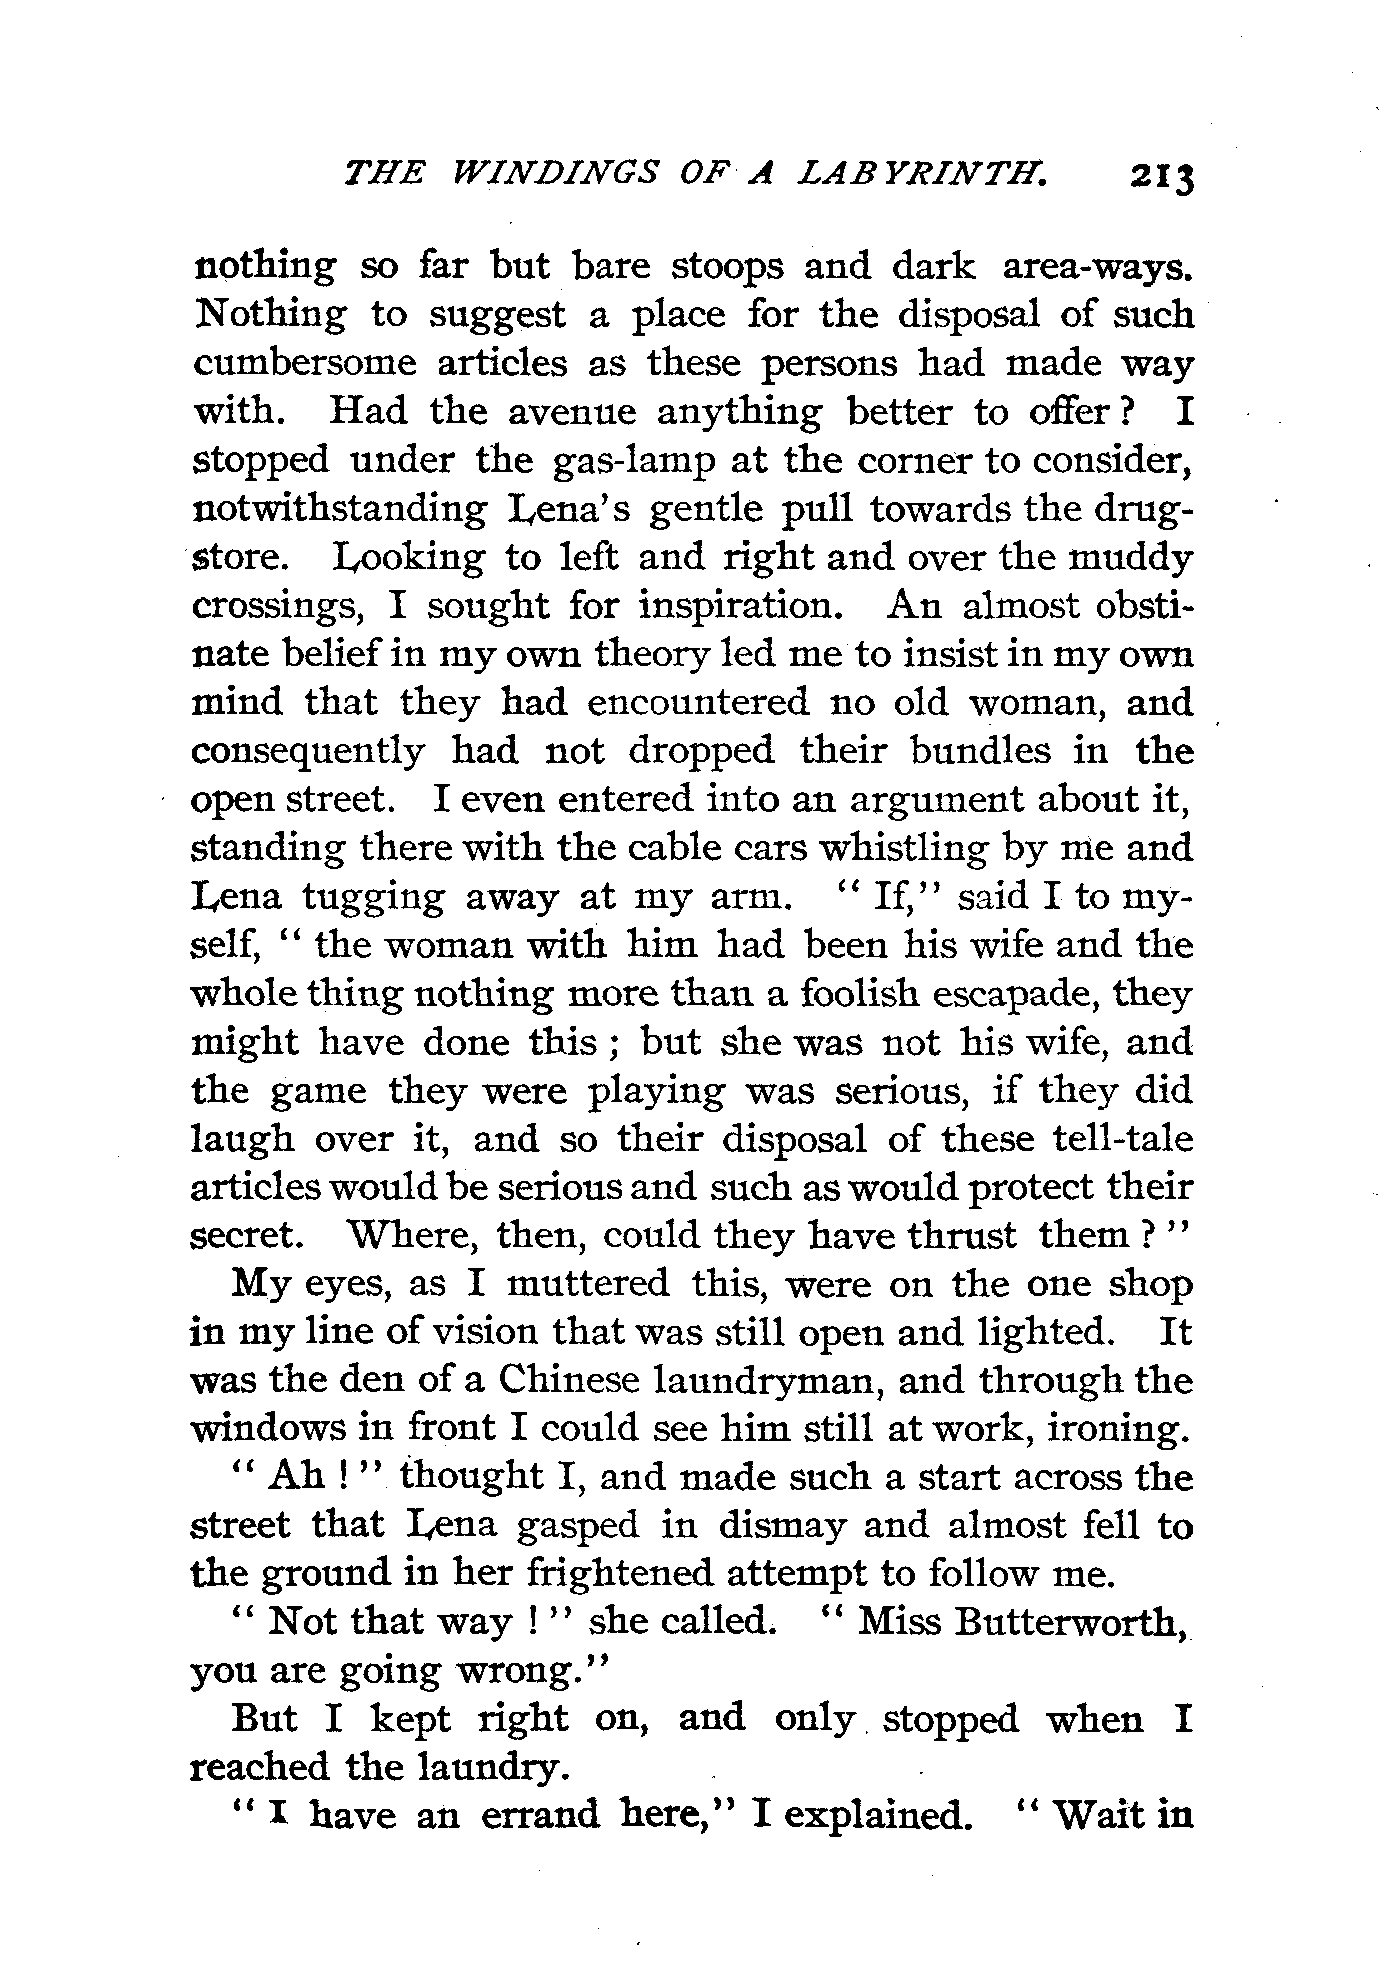 THE WINDINGS OF A LABYRINTH. 213
nothing so far but bare stoops and dark area-ways.
Nothing to suggest a place for the disposal of such
cumbersome articles as these persons had made way
with. Had the avenue anything better to offer? I
stopped under the gas-lamp at the corner to consider,
notwithstanding Lena's gentle pull towards the drug-
store. Looking to left and right and over the muddy
crossings, I sought for inspiration. An almost obsti-
nate belief in my own theory led me to insist in my own
mind that they had encountered no old woman, and
consequently had not dropped their bundles in the
open street. I even entered into an argument about it,
standing there with the cable cars whistling by me and
Lena tugging away at my arm. "If," said I to my-
self, "the woman with him had been his wife and the
whole thing nothing more than a foolish escapade, they
might have done this; but she was not his wife, and
the game they were playing was serious, if they did
laugh over it, and so their disposal of these tell-tale
articles would be serious and such as would protect their
secret. Where, then, could they have thrust them?"
My eyes, as I muttered this, were on the one shop
in my line of vision that was still open and lighted. It
was the den of a Chinese laundryman, and through the
windows in front I could see him still at work, ironing.
"Ah!" thought I, and made such a start across the
street that Lena gasped in dismay and almost fell to
the ground in her frightened attempt to follow me.
"Not that way!" she called. "Miss Butterworth,
you are going wrong."
But I kept right on, and only stopped when I
reached the laundry.
"I have an errand here," I explained. "Wait in